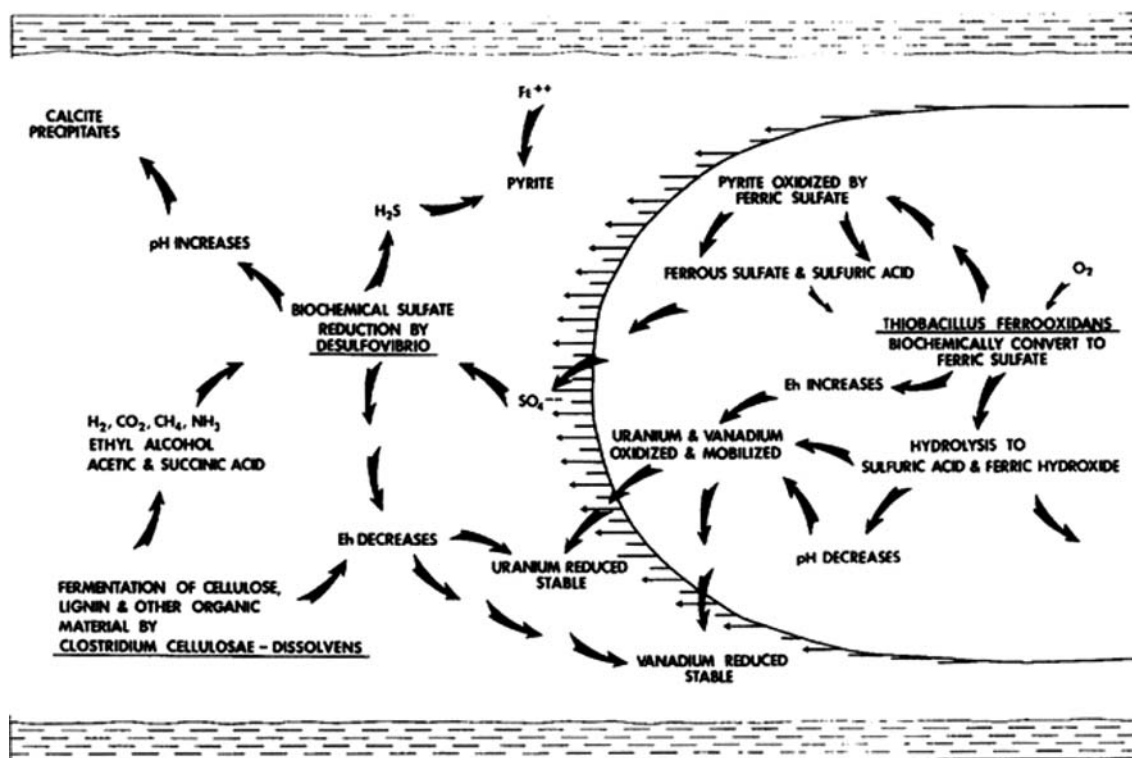 Fe++
CALCITE
PRECIPITATES
PYRITE
H₂S
pH INCREASES
BIOCHEMICAL SULFATE
REDUCTION BY
DESULFOVIBRIO
SO₄--
H₂, CO₂, CH₄, NH₃
ETHYL ALCOHOL
ACETIC & SUCCINIC ACID
Eh DECREASES
FERMENTATION OF CELLULOSE,
LIGNIN & OTHER ORGANIC
MATERIAL BY
CLOSTRIDIUM CELLULOSAE - DISSOLVENS
URANIUM REDUCED
STABLE
VANADIUM REDUCED
STABLE
PYRITE OXIDIZED BY
FERRIC SULFATE
FERROUS SULFATE & SULFURIC ACID
O₂
THIOBACILLUS FERROOXIDANS
BIOCHEMICALLY CONVERT TO
FERRIC SULFATE
Eh INCREASES
URANIUM & VANADIUM
OXIDIZED & MOBILIZED
HYDROLYSIS TO
SULFURIC ACID & FERRIC HYDROXIDE
pH DECREASES